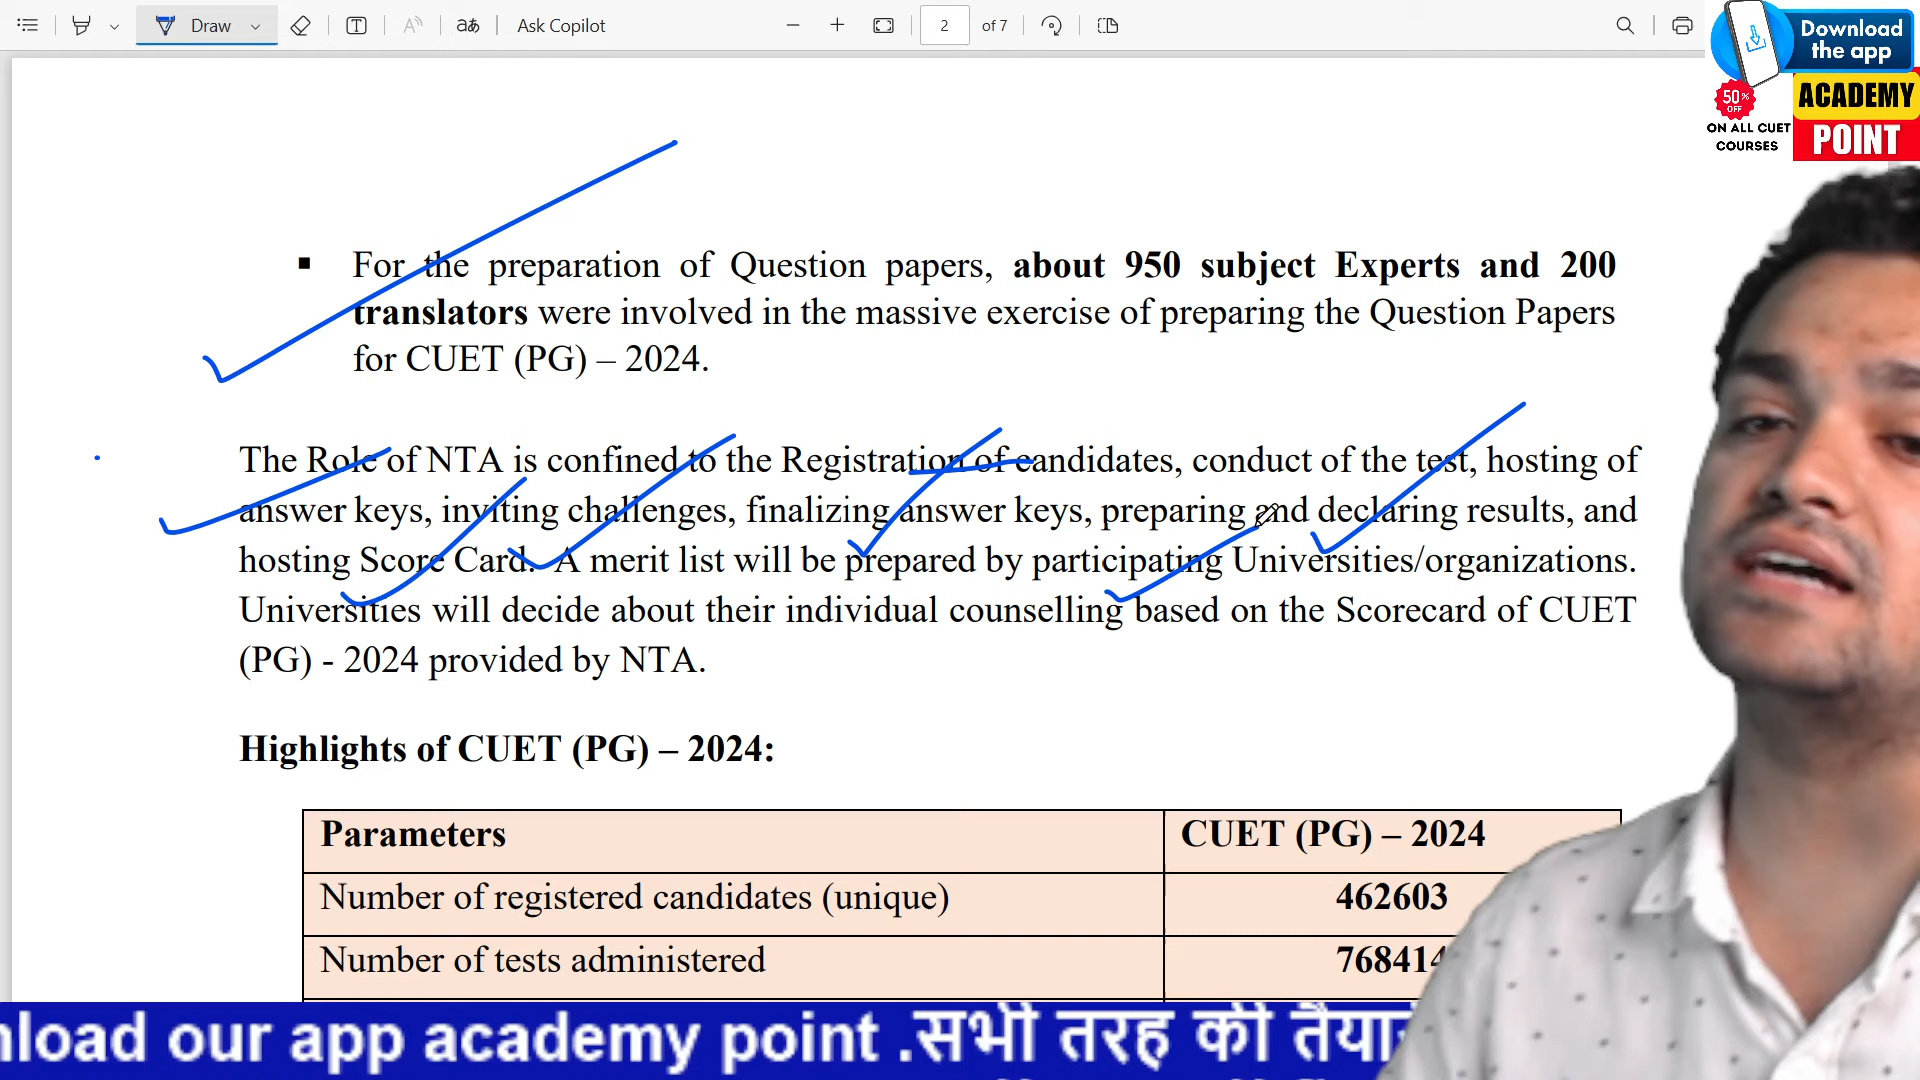 Draw
Ask Copilot
2 of 7
Download
the app
50%
OFF
ON ALL CUET
COURSES
ACADEMY
POINT
▪ For the preparation of Question papers, about 950 subject Experts and 200
translators were involved in the massive exercise of preparing the Question Papers
for CUET (PG) – 2024.
The Role of NTA is confined to the Registration of candidates, conduct of the test, hosting of
answer keys, inviting challenges, finalizing answer keys, preparing and declaring results, and
hosting Score Card. A merit list will be prepared by participating Universities/organizations.
Universities will decide about their individual counselling based on the Scorecard of CUET
(PG) - 2024 provided by NTA.
Highlights of CUET (PG) – 2024:
Parameters CUET (PG) – 2024
Number of registered candidates (unique) 462603
Number of tests administered 768414
nload our app academy point .सभी तरह की